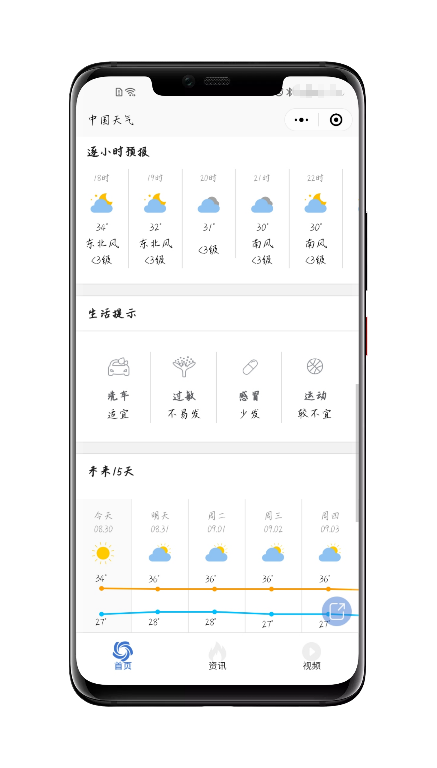 中国天气
逐小时预报
18时 19时 20时 21时 22时
34° 32° 31° 30° 30°
东北风 东北风 <3级 南风 南风
<3级 <3级 <3级 <3级
生活提示
洗车 过敏 感冒 运动
适宜 不易发 少发 较不宜
未来15天
今天 明天 周二 周三 周四
08.30 08.31 09.01 09.02 09.03
34° 36° 36° 36° 36°
27° 28° 28° 27° 27°
首页 资讯 视频